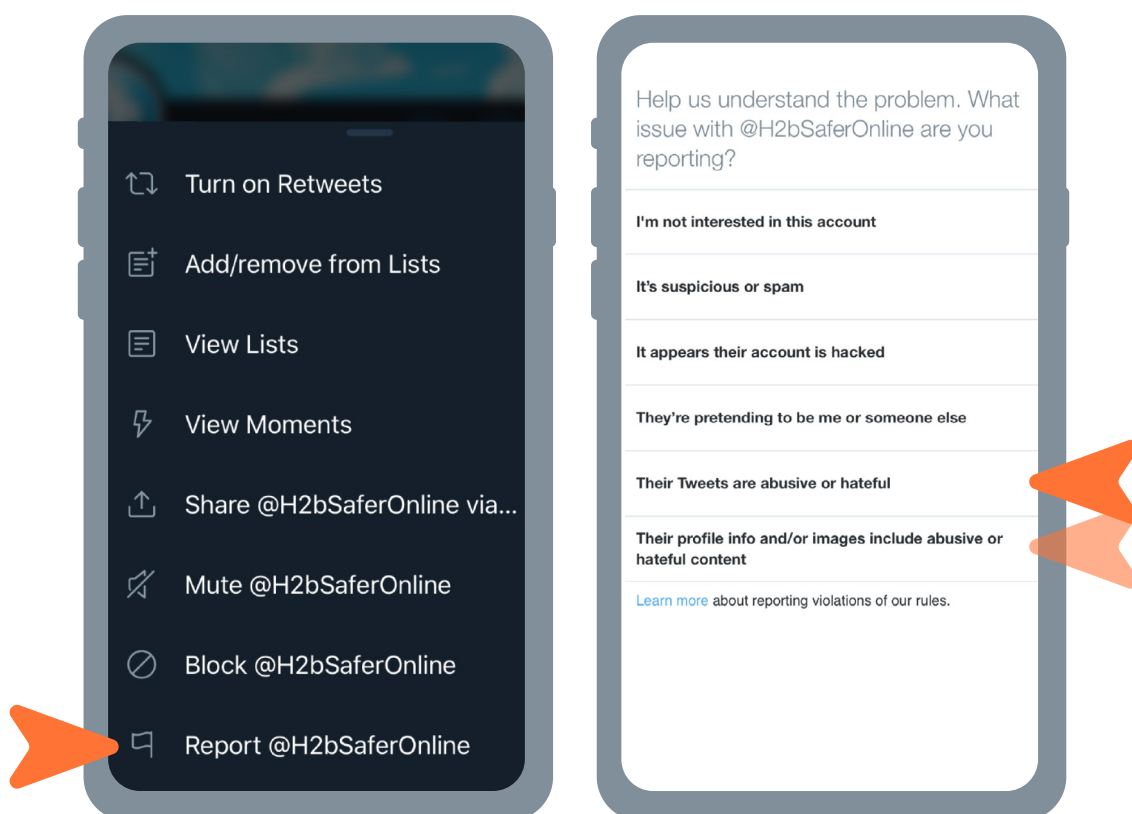 Turn on Retweets
Add/remove from Lists
View Lists
View Moments
Share @H2bSaferOnline via...
Mute @H2bSaferOnline
Block @H2bSaferOnline
Report @H2bSaferOnline
Help us understand the problem. What
issue with @H2bSaferOnline are you
reporting?
I'm not interested in this account
It’s suspicious or spam
It appears their account is hacked
They’re pretending to be me or someone else
Their Tweets are abusive or hateful
Their profile info and/or images include abusive or
hateful content
Learn more about reporting violations of our rules.